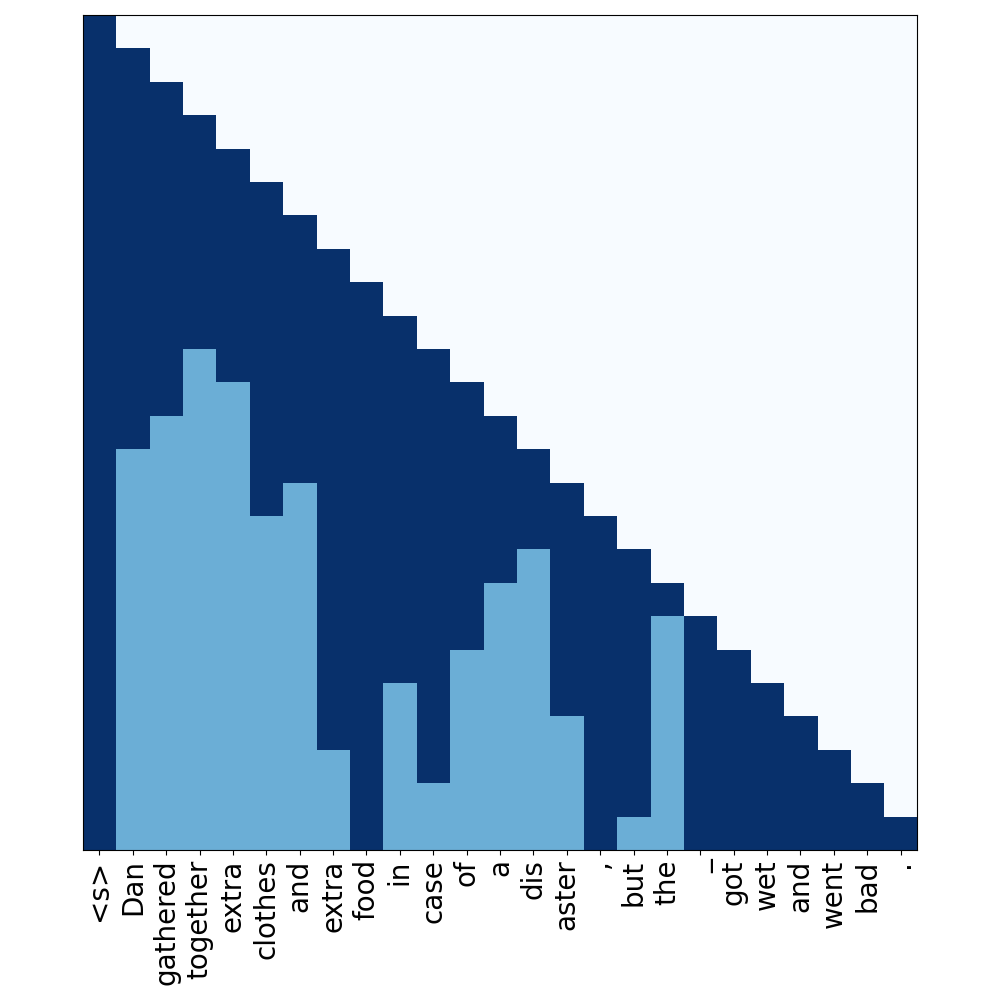 <s> Dan gathered together extra clothes and extra food in case of a dis aster , but the _ got wet and went bad .